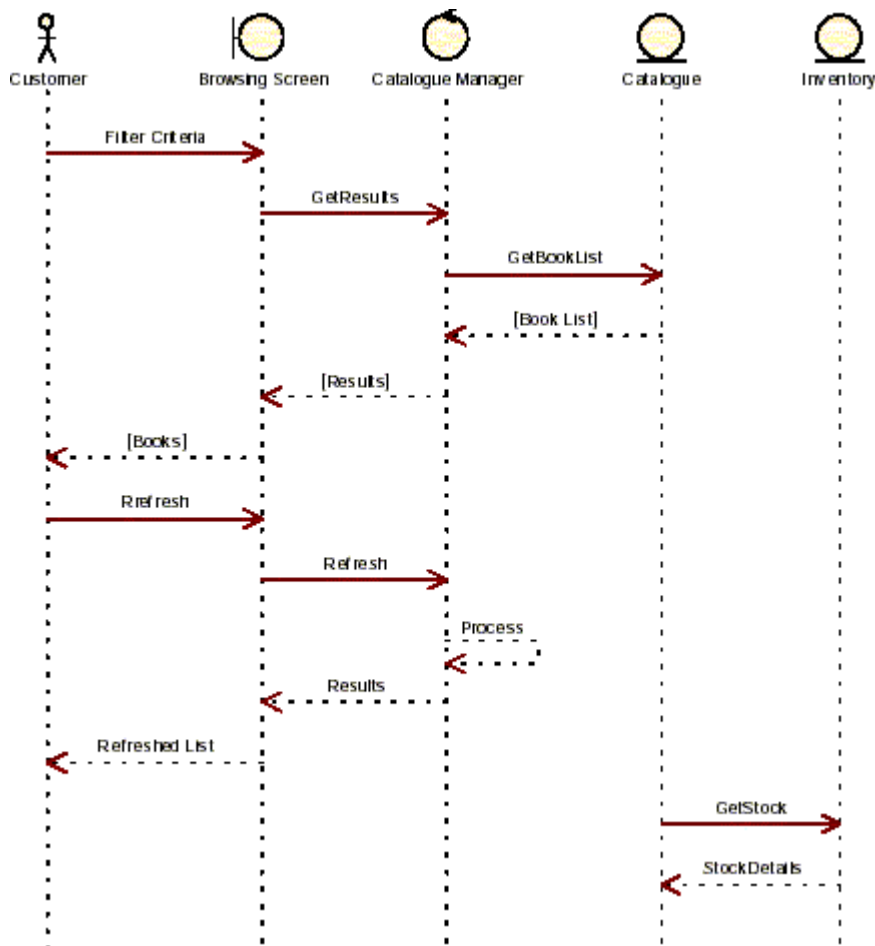 Customer
Browsing Screen
Catalogue Manager
Catalogue
Inventory
Filter Criteria
GetResults
GetBookList
[Book List]
[Results]
[Books]
Rrefresh
Refresh
Process
Results
Refreshed List
GetStock
StockDetails